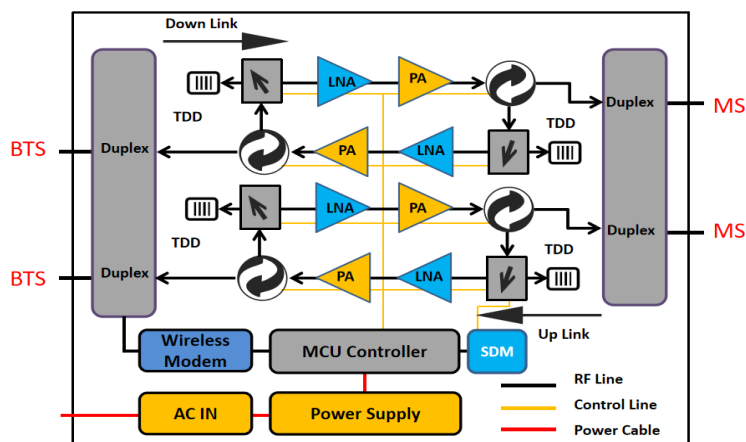 Down Link
LNA
PA
Duplex
MS
TDD
TDD
BTS
Duplex
PA
LNA
LNA
PA
Duplex
MS
TDD
TDD
BTS
Duplex
PA
LNA
Up Link
Wireless
Modem
MCU Controller
SDM
AC IN
Power Supply
RF Line
Control Line
Power Cable